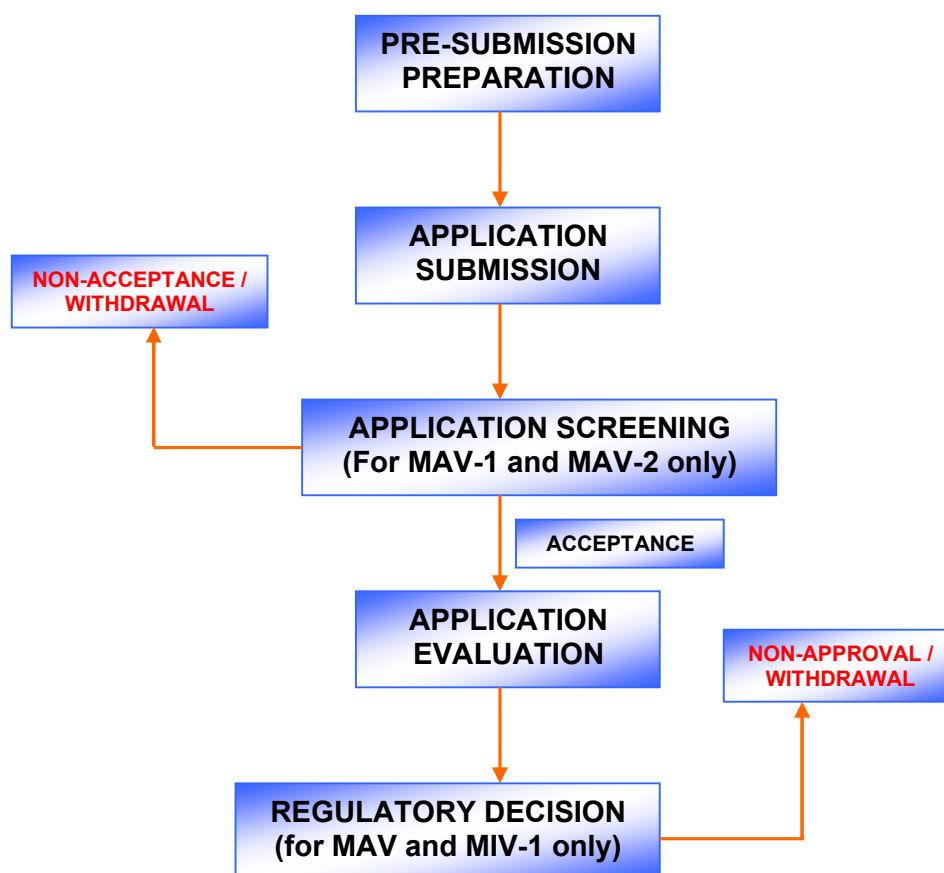 PRE-SUBMISSION
PREPARATION
APPLICATION
SUBMISSION
NON-ACCEPTANCE /
WITHDRAWAL
APPLICATION SCREENING
(For MAV-1 and MAV-2 only)
ACCEPTANCE
APPLICATION
EVALUATION
NON-APPROVAL /
WITHDRAWAL
REGULATORY DECISION
(for MAV and MIV-1 only)